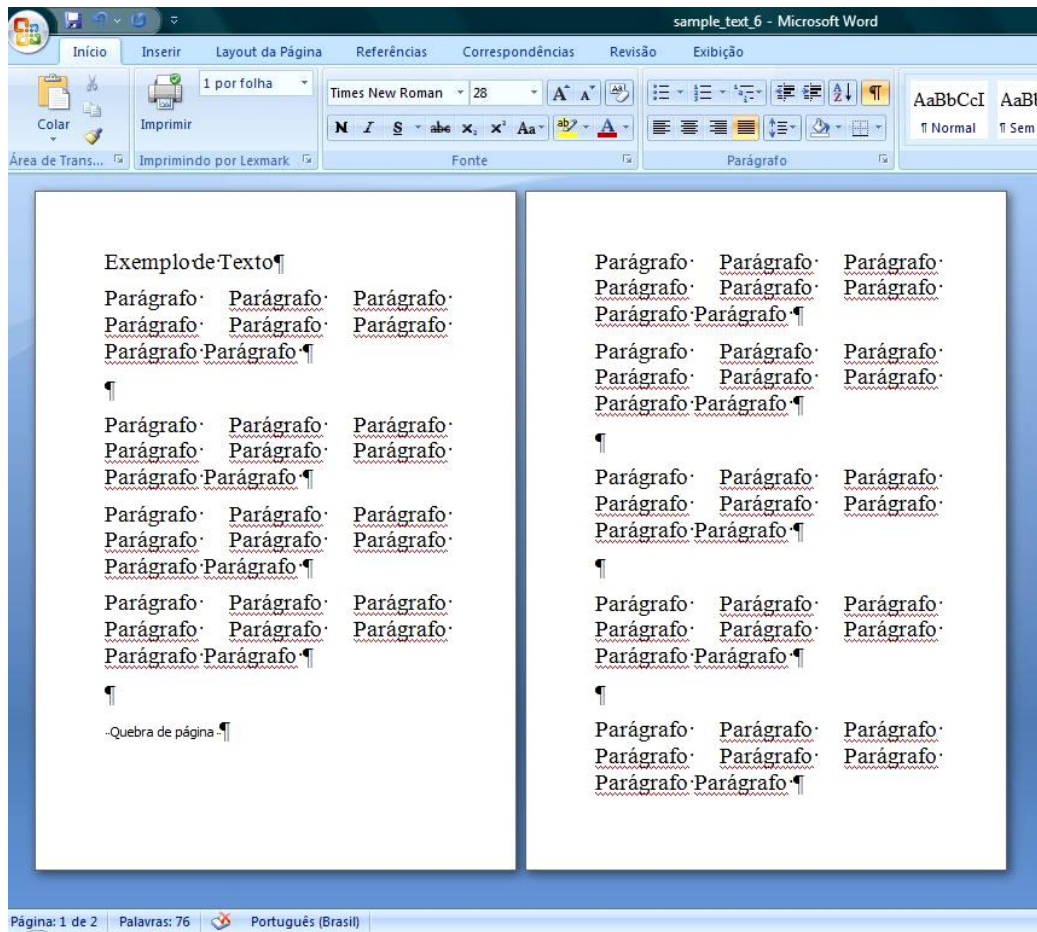 sample_text_6 - Microsoft Word
Início Inserir Layout da Página Referências Correspondências Revisão Exibição
1 por folha
Times New Roman 28
Colar
Imprimir
N I S abc X₂ X² Aa ab A
AaBbCcI AaBb
¶ Normal ¶ Sem
Área de Trans... Imprimindo por Lexmark Fonte Parágrafo
Exemplo·de·Texto¶
Parágrafo· Parágrafo· Parágrafo·
Parágrafo· Parágrafo· Parágrafo·
Parágrafo·Parágrafo·¶
¶
Parágrafo· Parágrafo· Parágrafo·
Parágrafo· Parágrafo· Parágrafo·
Parágrafo·Parágrafo·¶
Parágrafo· Parágrafo· Parágrafo·
Parágrafo· Parágrafo· Parágrafo·
Parágrafo·Parágrafo·¶
Parágrafo· Parágrafo· Parágrafo·
Parágrafo· Parágrafo· Parágrafo·
Parágrafo·Parágrafo·¶
¶
Quebra de página ¶
Parágrafo· Parágrafo· Parágrafo·
Parágrafo· Parágrafo· Parágrafo·
Parágrafo·Parágrafo·¶
Parágrafo· Parágrafo· Parágrafo·
Parágrafo· Parágrafo· Parágrafo·
Parágrafo·Parágrafo·¶
¶
Parágrafo· Parágrafo· Parágrafo·
Parágrafo· Parágrafo· Parágrafo·
Parágrafo·Parágrafo·¶
¶
Parágrafo· Parágrafo· Parágrafo·
Parágrafo· Parágrafo· Parágrafo·
Parágrafo·Parágrafo·¶
¶
Parágrafo· Parágrafo· Parágrafo·
Parágrafo· Parágrafo· Parágrafo·
Parágrafo·Parágrafo·¶
Página: 1 de 2 Palavras: 76 Português (Brasil)